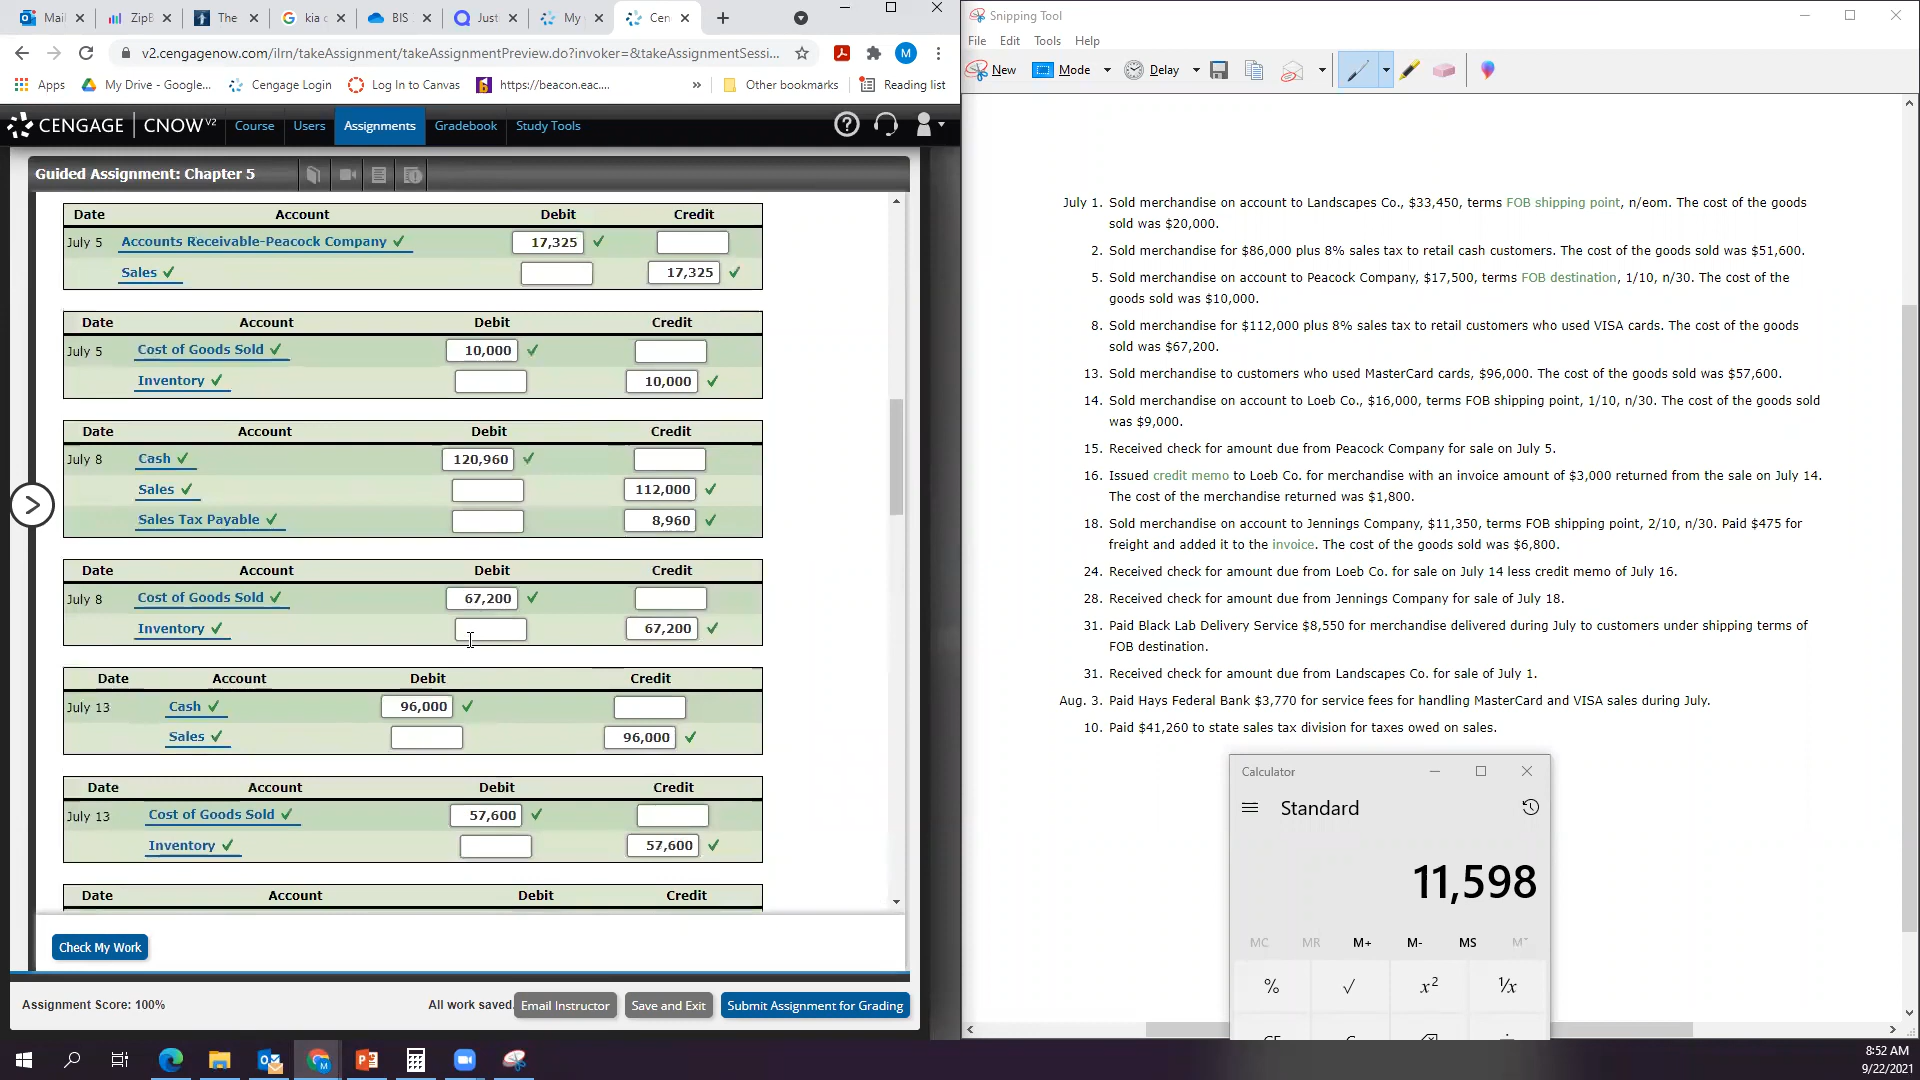 Mail
ZipE
The
kia c
BIS
Just
My
Cen
v2.cengagenow.com/ilrn/takeAssignment/takeAssignmentPreview.do?invoker=&takeAssignmentSessi...
M
Apps
My Drive - Google...
Cengage Login
Log In to Canvas
https://beacon.eac....
»
Other bookmarks
Reading list
CENGAGE | CNOWv2
Course
Users
Assignments
Gradebook
Study Tools
Guided Assignment: Chapter 5
Date Account Debit Credit
July 5 Accounts Receivable-Peacock Company ✓ 17,325 ✓
Sales ✓ 17,325 ✓
Date Account Debit Credit
July 5 Cost of Goods Sold ✓ 10,000 ✓
Inventory ✓ 10,000 ✓
Date Account Debit Credit
July 8 Cash ✓ 120,960 ✓
Sales ✓ 112,000 ✓
Sales Tax Payable ✓ 8,960 ✓
Date Account Debit Credit
July 8 Cost of Goods Sold ✓ 67,200 ✓
Inventory ✓ 67,200 ✓
Date Account Debit Credit
July 13 Cash ✓ 96,000 ✓
Sales ✓ 96,000 ✓
Date Account Debit Credit
July 13 Cost of Goods Sold ✓ 57,600 ✓
Inventory ✓ 57,600 ✓
Date Account Debit Credit
Check My Work
Assignment Score: 100%
All work saved.
Email Instructor
Save and Exit
Submit Assignment for Grading
Snipping Tool
File Edit Tools Help
New Mode Delay
July 1. Sold merchandise on account to Landscapes Co., $33,450, terms FOB shipping point, n/eom. The cost of the goods
sold was $20,000.
2. Sold merchandise for $86,000 plus 8% sales tax to retail cash customers. The cost of the goods sold was $51,600.
5. Sold merchandise on account to Peacock Company, $17,500, terms FOB destination, 1/10, n/30. The cost of the
goods sold was $10,000.
8. Sold merchandise for $112,000 plus 8% sales tax to retail customers who used VISA cards. The cost of the goods
sold was $67,200.
13. Sold merchandise to customers who used MasterCard cards, $96,000. The cost of the goods sold was $57,600.
14. Sold merchandise on account to Loeb Co., $16,000, terms FOB shipping point, 1/10, n/30. The cost of the goods sold
was $9,000.
15. Received check for amount due from Peacock Company for sale on July 5.
16. Issued credit memo to Loeb Co. for merchandise with an invoice amount of $3,000 returned from the sale on July 14.
The cost of the merchandise returned was $1,800.
18. Sold merchandise on account to Jennings Company, $11,350, terms FOB shipping point, 2/10, n/30. Paid $475 for
freight and added it to the invoice. The cost of the goods sold was $6,800.
24. Received check for amount due from Loeb Co. for sale on July 14 less credit memo of July 16.
28. Received check for amount due from Jennings Company for sale of July 18.
31. Paid Black Lab Delivery Service $8,550 for merchandise delivered during July to customers under shipping terms of
FOB destination.
31. Received check for amount due from Landscapes Co. for sale of July 1.
Aug. 3. Paid Hays Federal Bank $3,770 for service fees for handling MasterCard and VISA sales during July.
10. Paid $41,260 to state sales tax division for taxes owed on sales.
Calculator
Standard
11,598
MC MR M+ M- MS M˅
% √ x² ¹/x
8:52 AM
9/22/2021